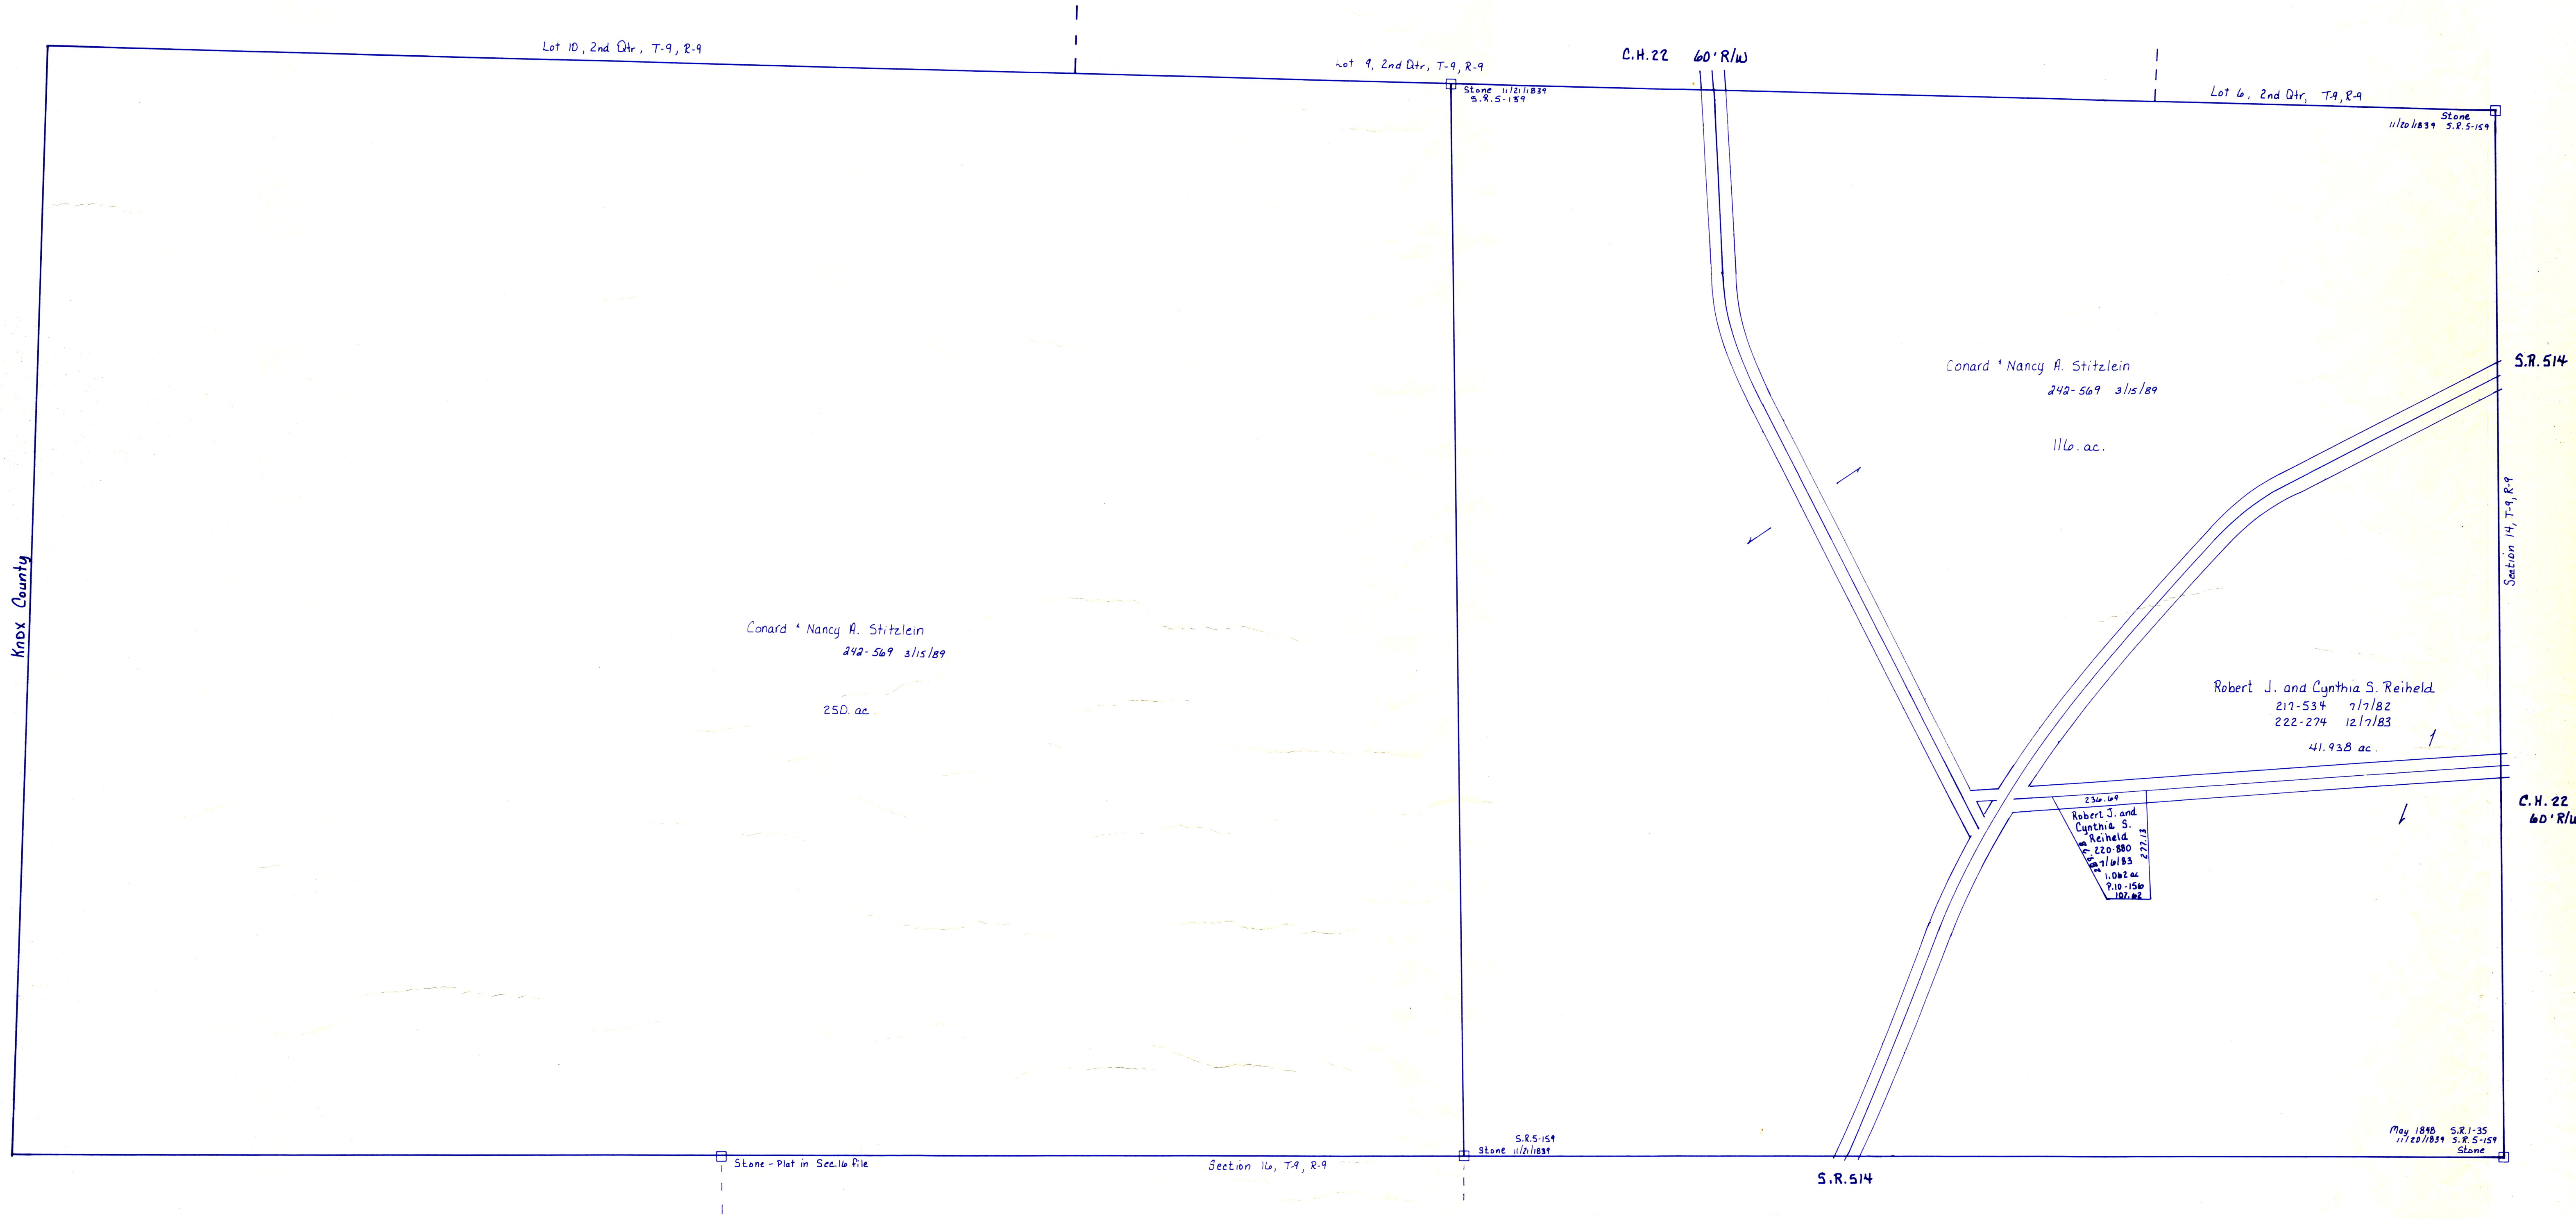 Lot 10, 2nd Qtr, T-9, R-9
Lot 9, 2nd Qtr, T-9, R-9
C.H.22 60' R/W
Lot 6, 2nd Qtr, T-9, R-9
Stone 11/21/1839
S.R.5-159
Stone
11/20/1839 S.R.5-159
Conard & Nancy A. Stitzlein
242-569 3/15/89
116. ac.
S.R.514
Section 14, T-9, R-9
Knox County
Conard & Nancy A. Stitzlein
242-569 3/15/89
250. ac.
Robert J. and Cynthia S. Reiheld
217-534 7/7/82
222-274 12/7/83
41.938 ac.
C.H.22
60' R/W
236.69
Robert J. and
Cynthia S.
Reiheld
220-880
7/6/83
1.062 ac
P.10-156
107.62
277.13
S.R.5-159
Stone 11/21/1839
May 1848 S.R.1-35
11/20/1839 S.R.5-159
Stone
Stone - Plat in Sec.16 file
Section 16, T-9, R-9
S.R.514